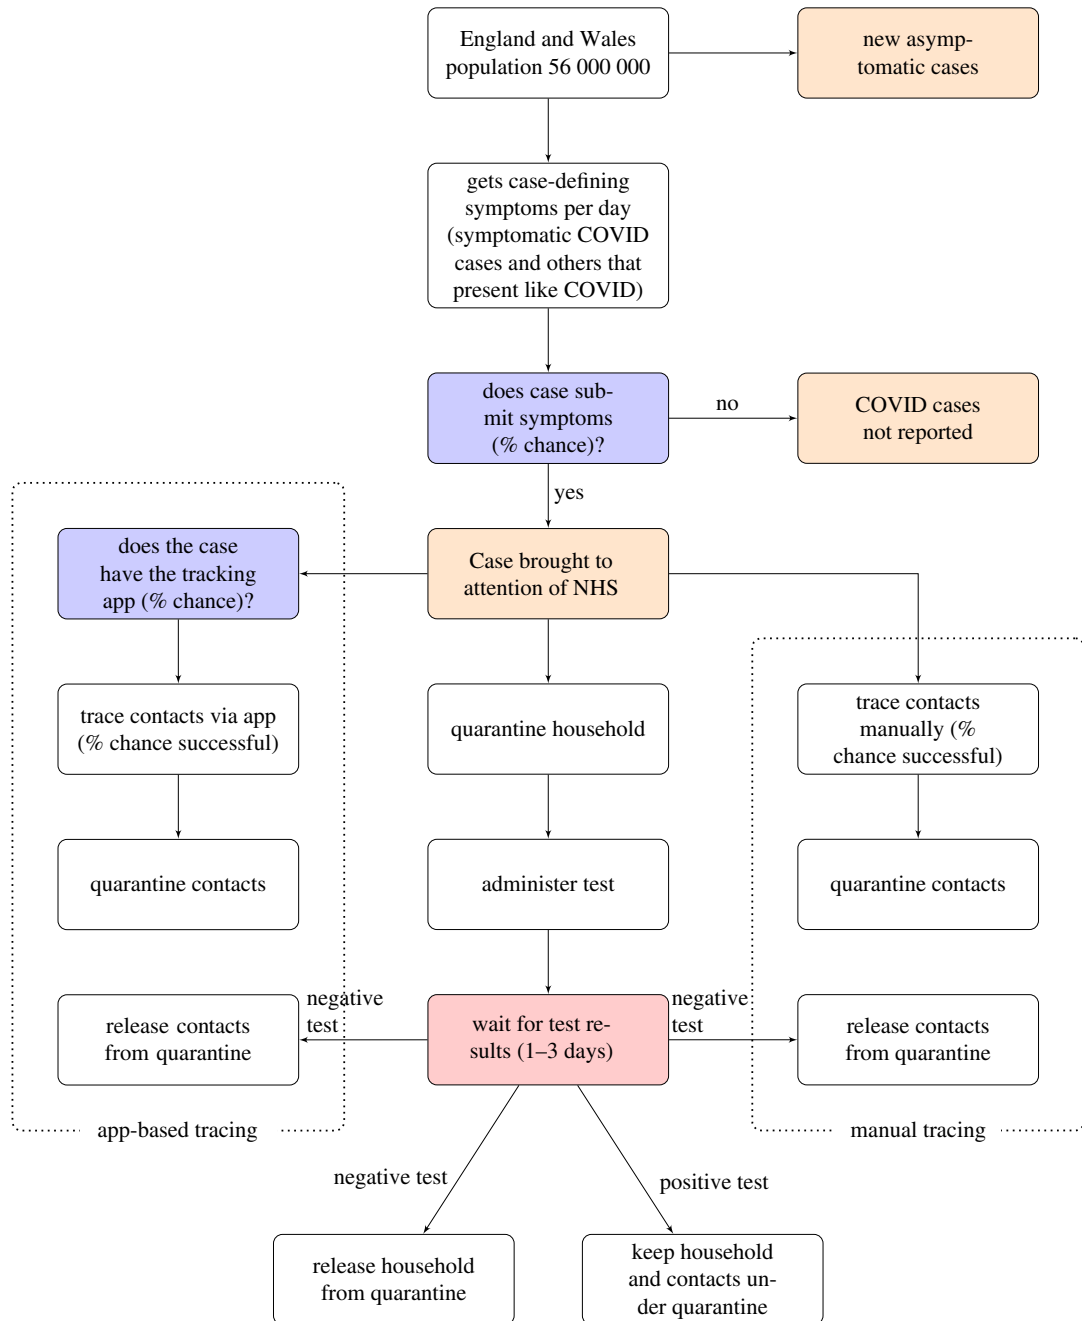 England and Wales
population 56 000 000
new asymp-
tomatic cases
gets case-defining
symptoms per day
(symptomatic COVID
cases and others that
present like COVID)
does case sub-
mit symptoms
(% chance)?
no
COVID cases
not reported
yes
does the case
have the tracking
app (% chance)?
Case brought to
attention of NHS
trace contacts via app
(% chance successful)
quarantine household
trace contacts
manually (%
chance successful)
quarantine contacts
administer test
quarantine contacts
release contacts
from quarantine
negative
test
wait for test re-
sults (1–3 days)
negative
test
release contacts
from quarantine
app-based tracing
manual tracing
negative test
positive test
release household
from quarantine
keep household
and contacts un-
der quarantine